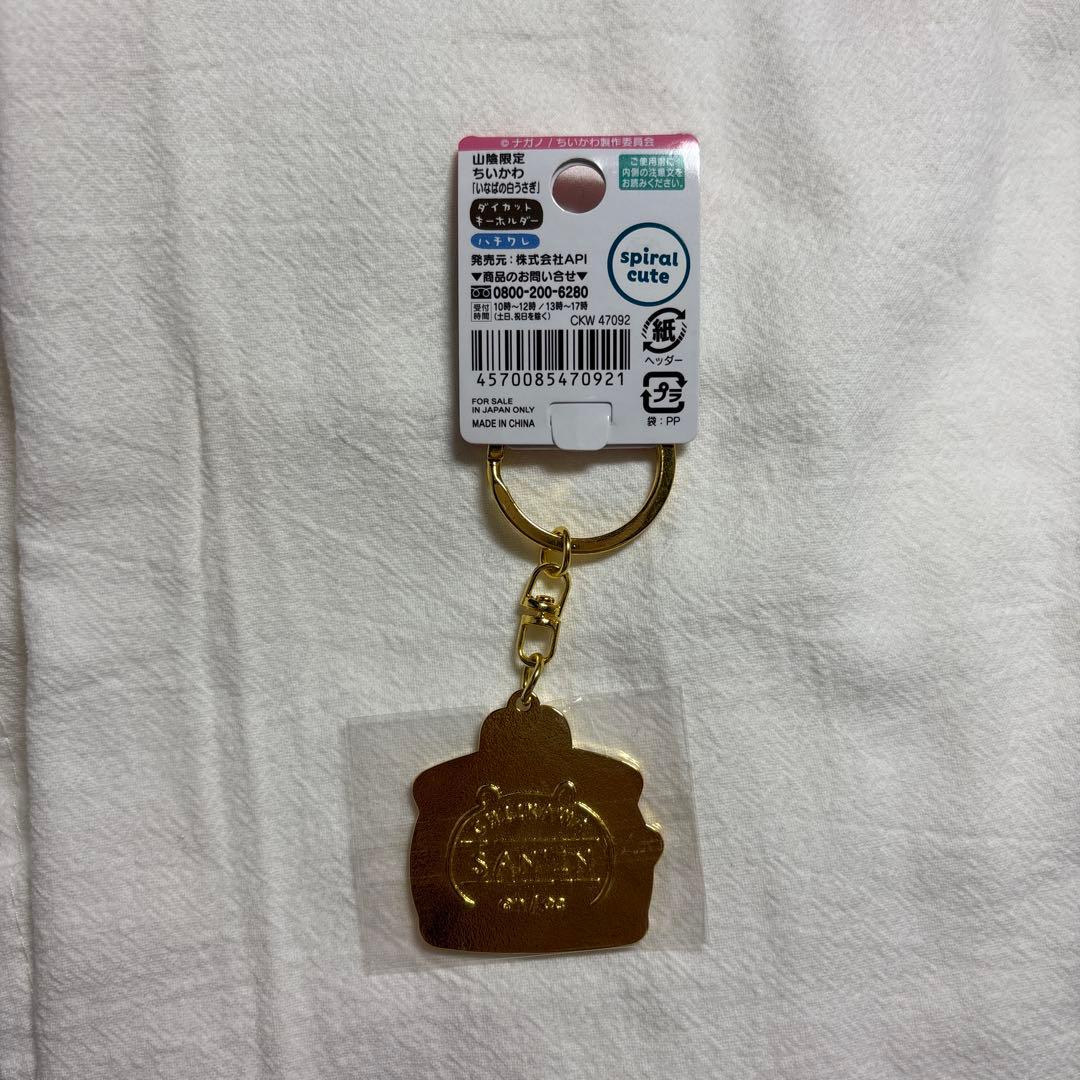 © ナガノ / ちいかわ製作委員会
山陰限定
ちいかわ
「いなばの白うさぎ」
ダイカット
キーホルダー
ハチワレ
ご使用前に
内側の注意文を
お読みください。
発売元：株式会社API
▼商品のお問い合せ▼
0800-200-6280
受付時間 10時～12時 / 13時～17時
(土日、祝日を除く)
CKW 47092
4570085470921
FOR SALE
IN JAPAN ONLY
MADE IN CHINA
spiral
cute
紙
ヘッダー
プラ
袋：PP
CHIIKAWA
SANIN